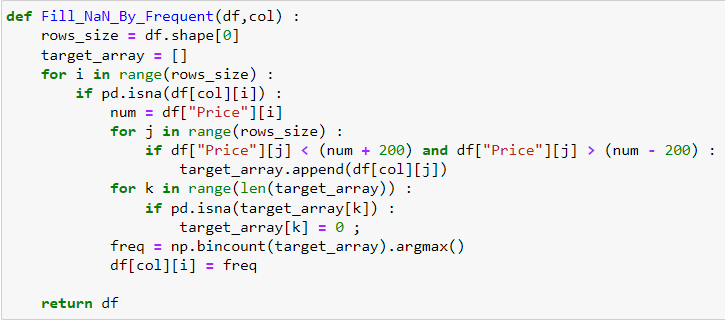 def Fill_NaN_By_Frequent(df,col) :
    rows_size = df.shape[0]
    target_array = []
    for i in range(rows_size) :
        if pd.isna(df[col][i]) :
            num = df["Price"][i]
            for j in range(rows_size) :
                if df["Price"][j] < (num + 200) and df["Price"][j] > (num - 200) :
                    target_array.append(df[col][j])
            for k in range(len(target_array)) :
                if pd.isna(target_array[k]) :
                    target_array[k] = 0 ;
            freq = np.bincount(target_array).argmax()
            df[col][i] = freq

    return df